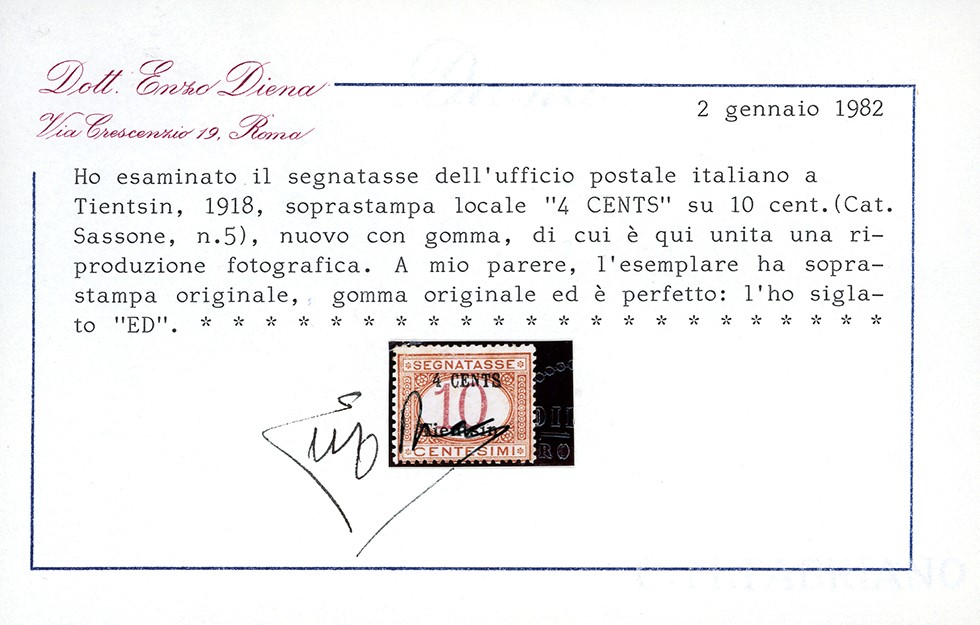 Dott. Enzo Diena
Via Crescenzio 19, Roma
2 gennaio 1982
Ho esaminato il segnatasse dell'ufficio postale italiano a
Tientsin, 1918, soprastampa locale "4 CENTS" su 10 cent.(Cat.
Sassone, n.5), nuovo con gomma, di cui è qui unita una ri-
produzione fotografica. A mio parere, l'esemplare ha sopra-
stampa originale, gomma originale ed è perfetto: l'ho sigla-
to "ED". * * * * * * * * * * * * * * * * * * * * *
SEGNATASSE
4 CENTS
10
Tientsin
CENTESIMI
DI
RO